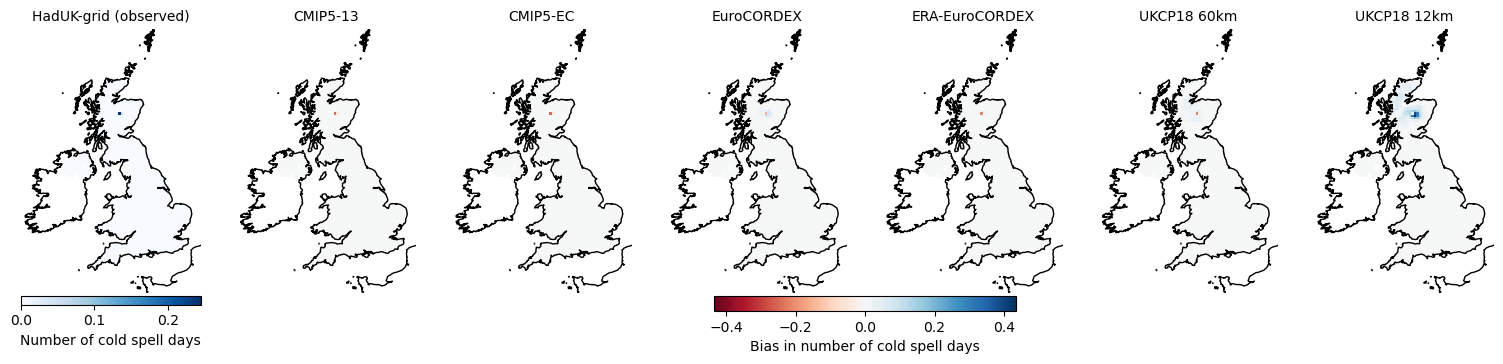 HadUK-grid (observed)
CMIP5-13
CMIP5-EC
EuroCORDEX
ERA-EuroCORDEX
UKCP18 60km
UKCP18 12km
0.0 0.1 0.2
Number of cold spell days
−0.4 −0.2 0.0 0.2 0.4
Bias in number of cold spell days